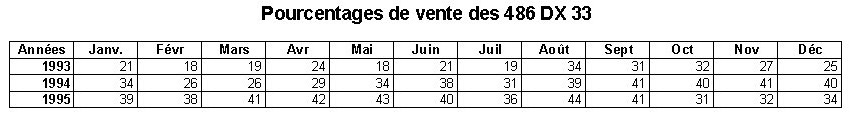 Pourcentages de vente des 486 DX 33
Années Janv. Févr Mars Avr Mai Juin Juil Août Sept Oct Nov Déc
1993 21 18 19 24 18 21 19 34 31 32 27 25
1994 34 26 26 29 34 38 31 39 41 40 41 40
1995 39 38 41 42 43 40 36 44 41 31 32 34